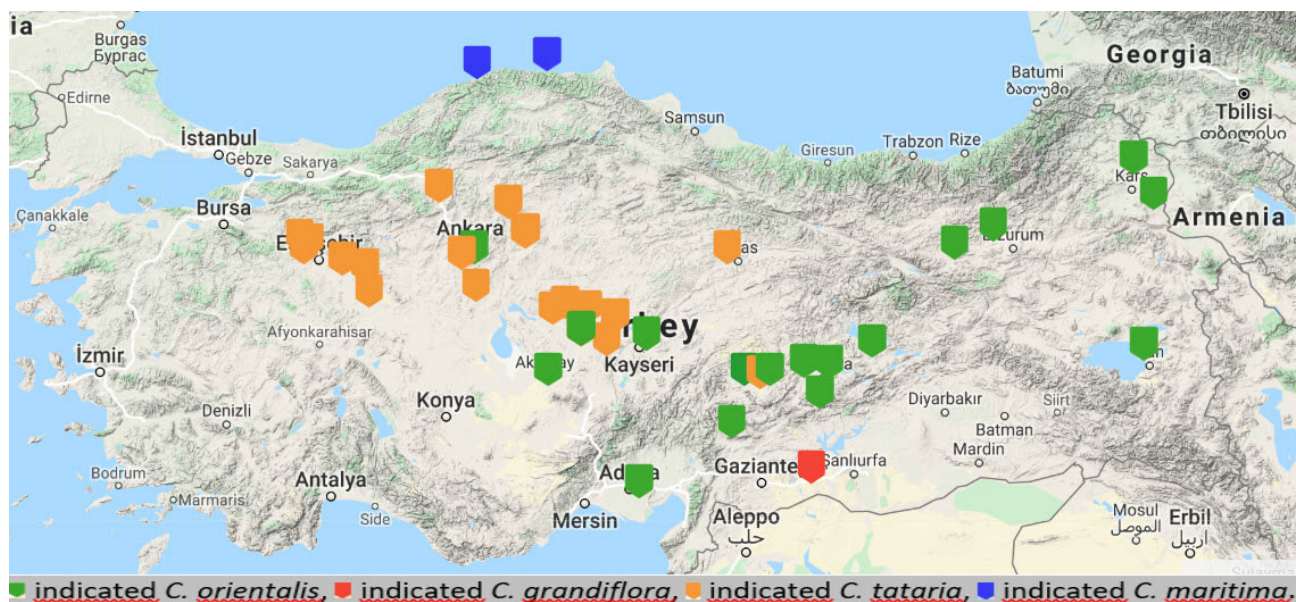 ia
Burgas
Бургас
Edirne
İstanbul
Gebze
Sakarya
Çanakkale
Bursa
Ankara
Samsun
Giresun
Trabzon
Rize
Batumi
ბათუმი
Georgia
Tbilisi
თბილისი
Kars
Armenia
Afyonkarahisar
İzmir
Denizli
Konya
Kayseri
Bodrum
Marmaris
Antalya
Side
Mersin
Diyarbakır
Siirt
Batman
Mardin
Şanlıurfa
Aleppo
حلب
Mosul
الموصل
Erbil
اربيل
indicated C. orientalis, indicated C. grandiflora, indicated C. tataria, indicated C. maritima.